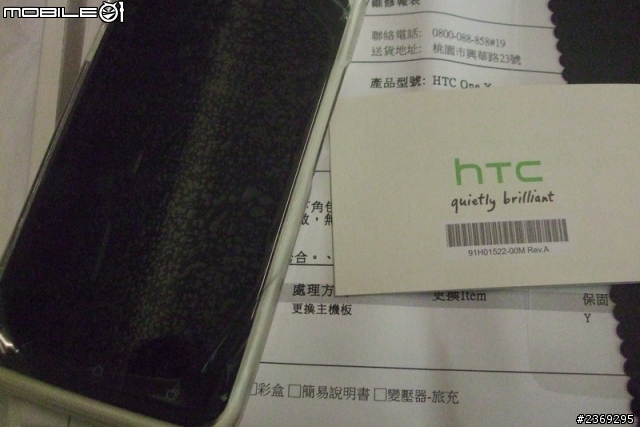 MOBILE01
維修報表
聯絡電話: 0800-088-858#19
送貨地址: 桃園市興華路23號
產品型號: HTC One X
hTC
quietly brilliant
91H01522-00M Rev.A
下角
無
處理方
更換Item
保固
更換主機板
Y
彩盒 □簡易說明書 □變壓器-旅充
#2369295